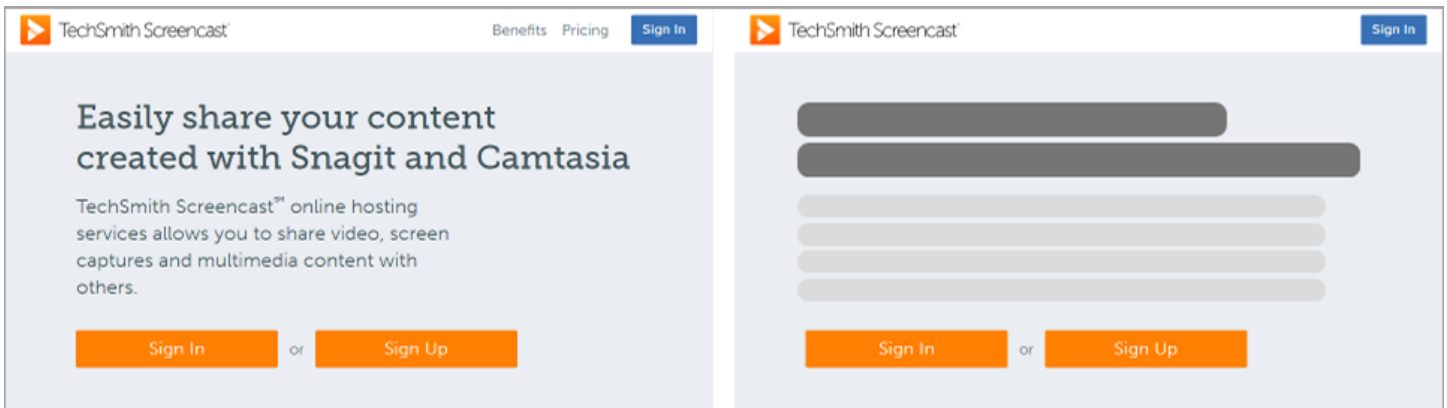 TechSmith Screencast®
Benefits Pricing Sign In
Easily share your content
created with Snagit and Camtasia
TechSmith Screencast℠ online hosting
services allows you to share video, screen
captures and multimedia content with
others.
Sign In or Sign Up
TechSmith Screencast®
Sign In
Sign In or Sign Up